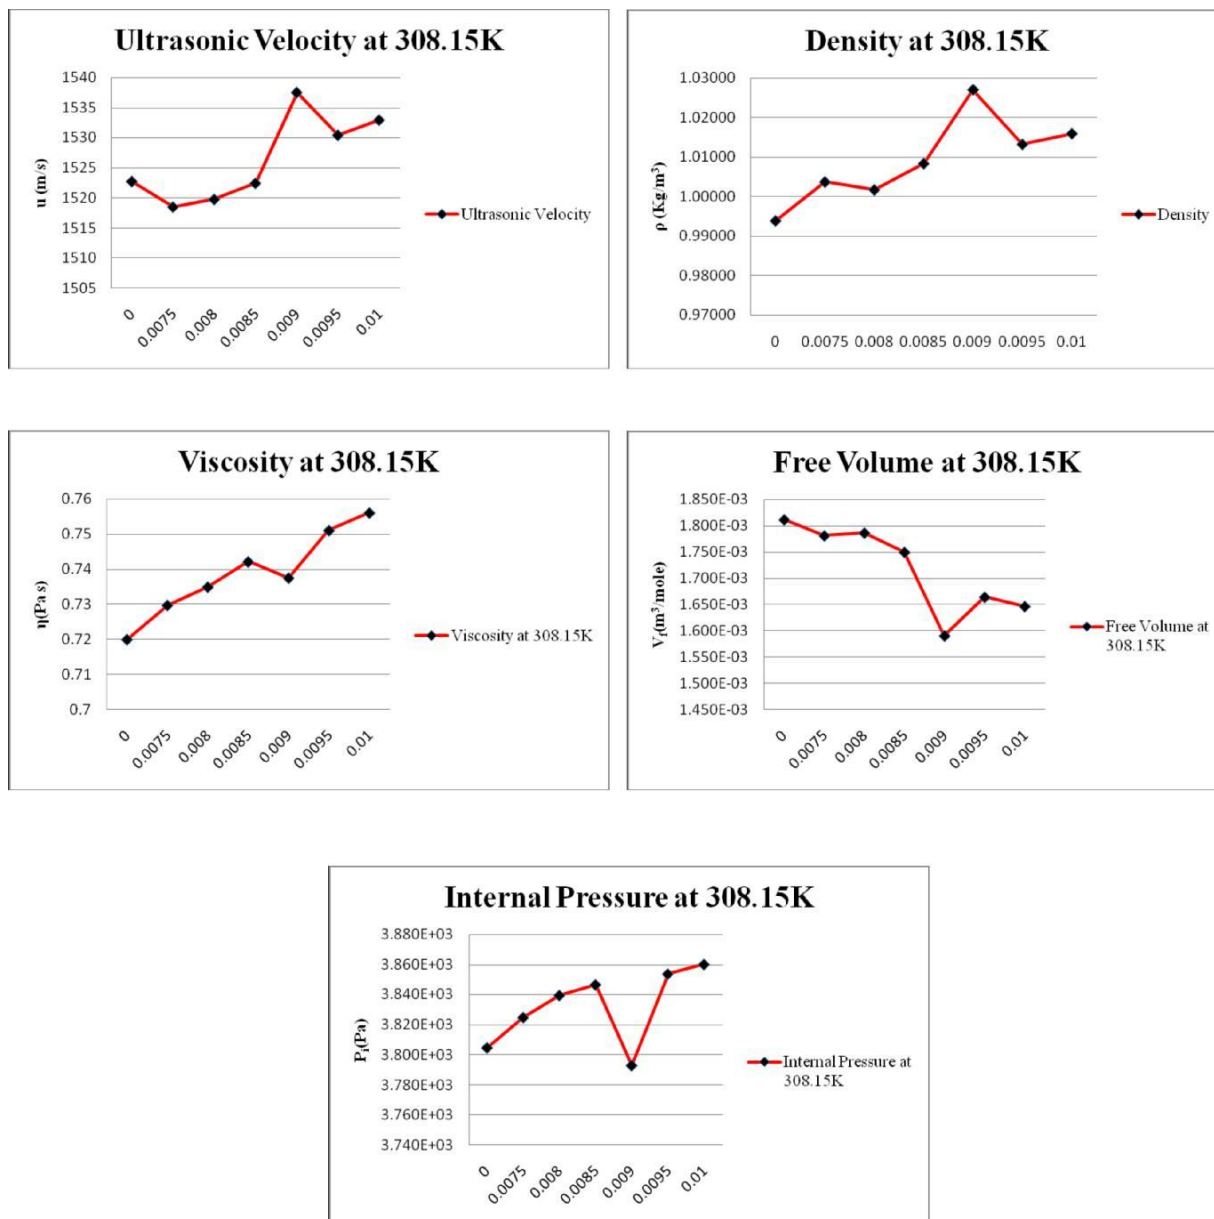 Ultrasonic Velocity at 308.15K
1540
1535
1530
1525
1520
1515
1510
1505
u (m/s)
0 0.0075 0.008 0.0085 0.009 0.0095 0.01
Ultrasonic Velocity
Density at 308.15K
1.03000
1.02000
1.01000
1.00000
0.99000
0.98000
0.97000
ρ (Kg/m³)
0 0.0075 0.008 0.0085 0.009 0.0095 0.01
Density
Viscosity at 308.15K
0.76
0.75
0.74
0.73
0.72
0.71
0.7
η(Pa s)
0 0.0075 0.008 0.0085 0.009 0.0095 0.01
Viscosity at 308.15K
Free Volume at 308.15K
1.850E-03
1.800E-03
1.750E-03
1.700E-03
1.650E-03
1.600E-03
1.550E-03
1.500E-03
1.450E-03
Vf(m³/mole)
0 0.0075 0.008 0.0085 0.009 0.0095 0.01
Free Volume at
308.15K
Internal Pressure at 308.15K
3.880E+03
3.860E+03
3.840E+03
3.820E+03
3.800E+03
3.780E+03
3.760E+03
3.740E+03
Pi(Pa)
0 0.0075 0.008 0.0085 0.009 0.0095 0.01
Internal Pressure at
308.15K